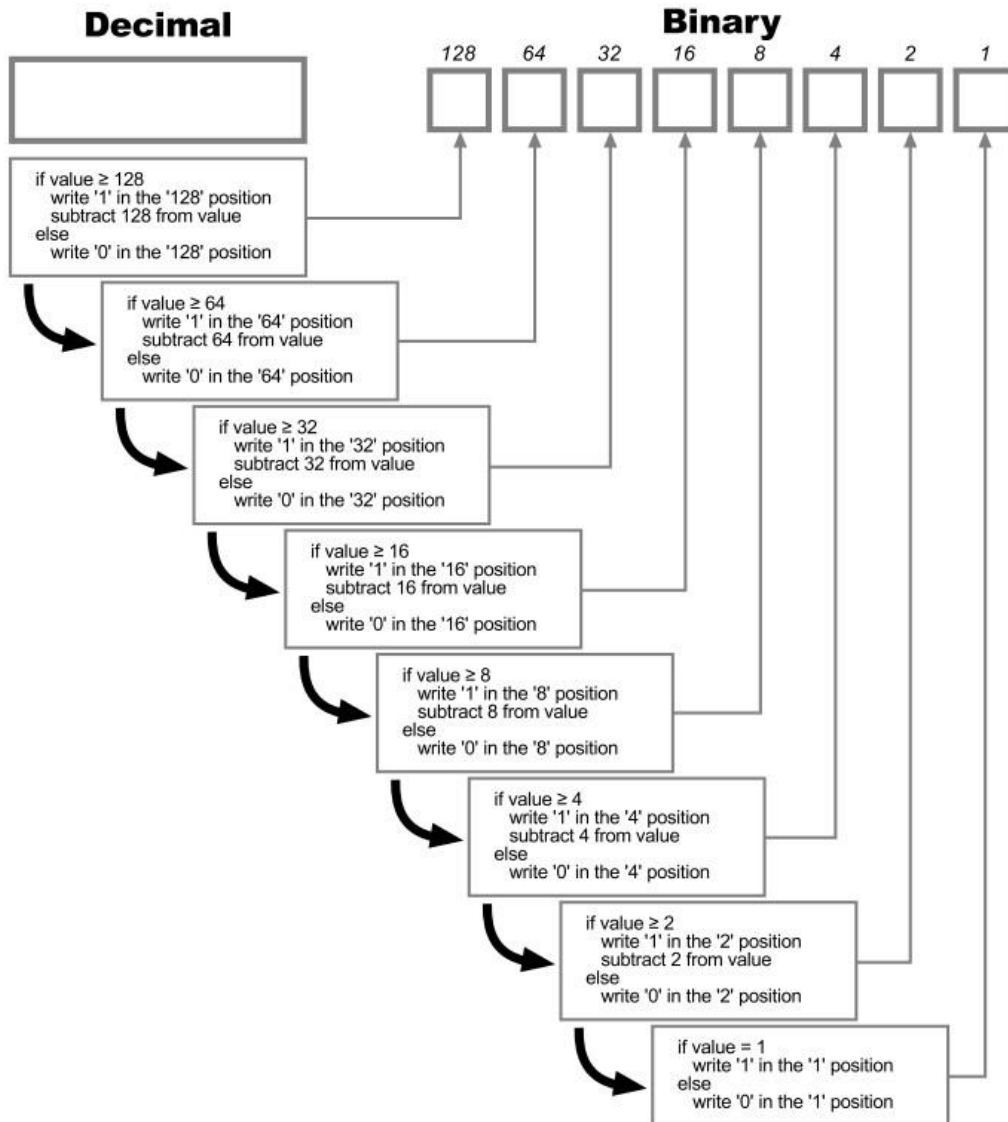 Decimal
Binary
128 64 32 16 8 4 2 1
if value ≥ 128
write '1' in the '128' position
subtract 128 from value
else
write '0' in the '128' position
if value ≥ 64
write '1' in the '64' position
subtract 64 from value
else
write '0' in the '64' position
if value ≥ 32
write '1' in the '32' position
subtract 32 from value
else
write '0' in the '32' position
if value ≥ 16
write '1' in the '16' position
subtract 16 from value
else
write '0' in the '16' position
if value ≥ 8
write '1' in the '8' position
subtract 8 from value
else
write '0' in the '8' position
if value ≥ 4
write '1' in the '4' position
subtract 4 from value
else
write '0' in the '4' position
if value ≥ 2
write '1' in the '2' position
subtract 2 from value
else
write '0' in the '2' position
if value = 1
write '1' in the '1' position
else
write '0' in the '1' position